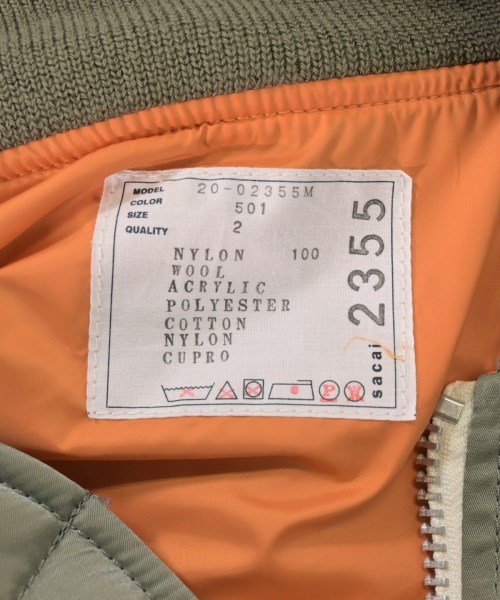 MODEL 20-02355M
COLOR 501
SIZE 2
QUALITY
NYLON 100
WOOL
ACRYLIC
POLYESTER
COTTON
NYLON
CUPRO
sacai 2355
P